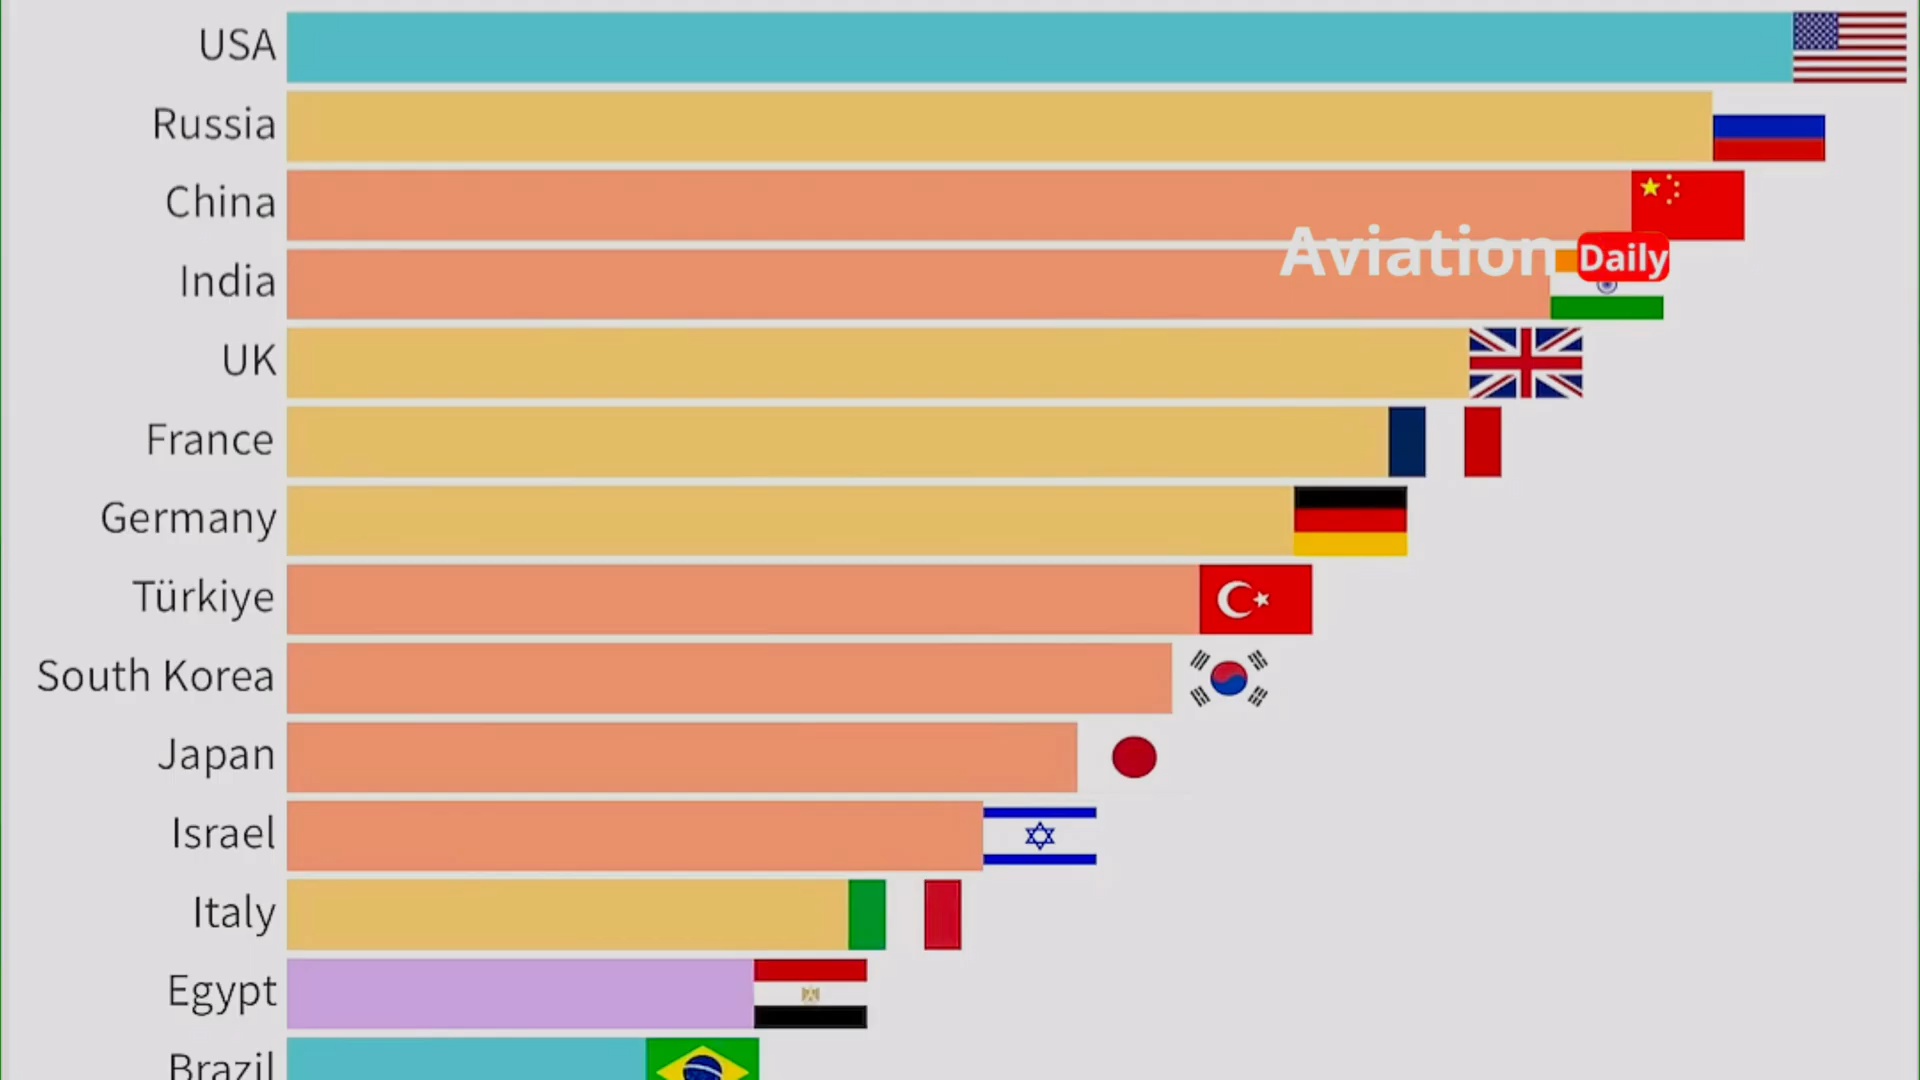 USA
Russia
China
Aviation Daily
India
UK
France
Germany
Türkiye
South Korea
Japan
Israel
Italy
Egypt
Brazil